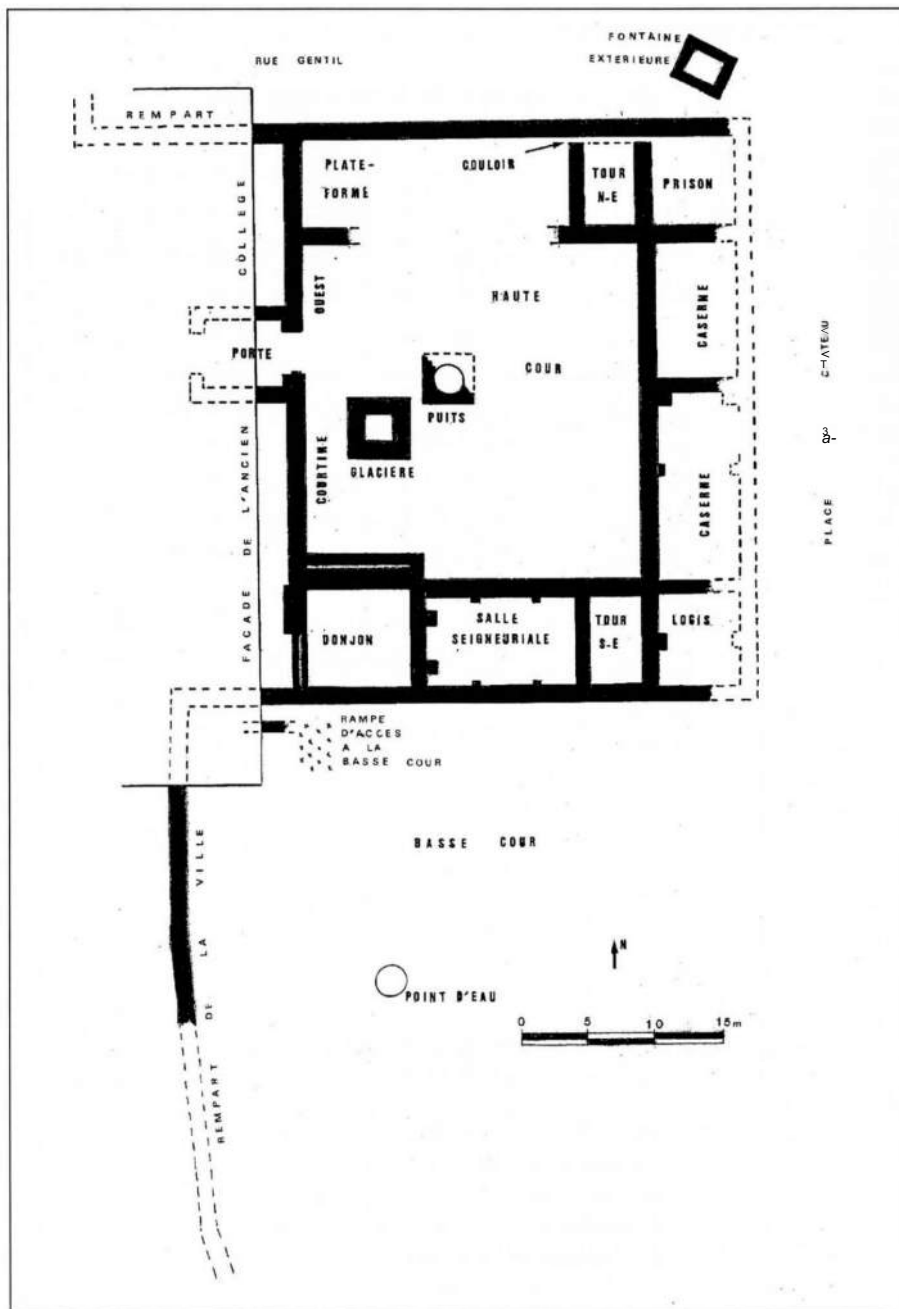 FONTAINE
EXTERIEURE
RUE GENTIL
REMPART
PLATE-
FORME
COULOIR
TOUR
N-E
PRISON
COLLEGE
OUEST
HAUTE
CASERNE
PORTE
COUR
CHATEAU
PUITS
GLACIERE
COURTINE
L'ANCIEN
DE
FAÇADE
CASERNE
PLACE
DONJON
SALLE
SEIGNEURIALE
TOUR
S-E
LOGIS
RAMPE
D'ACCES
A LA
BASSE COUR
BASSE COUR
VILLE
LA
DE
REMPART
N
POINT D'EAU
0 5 10 15m